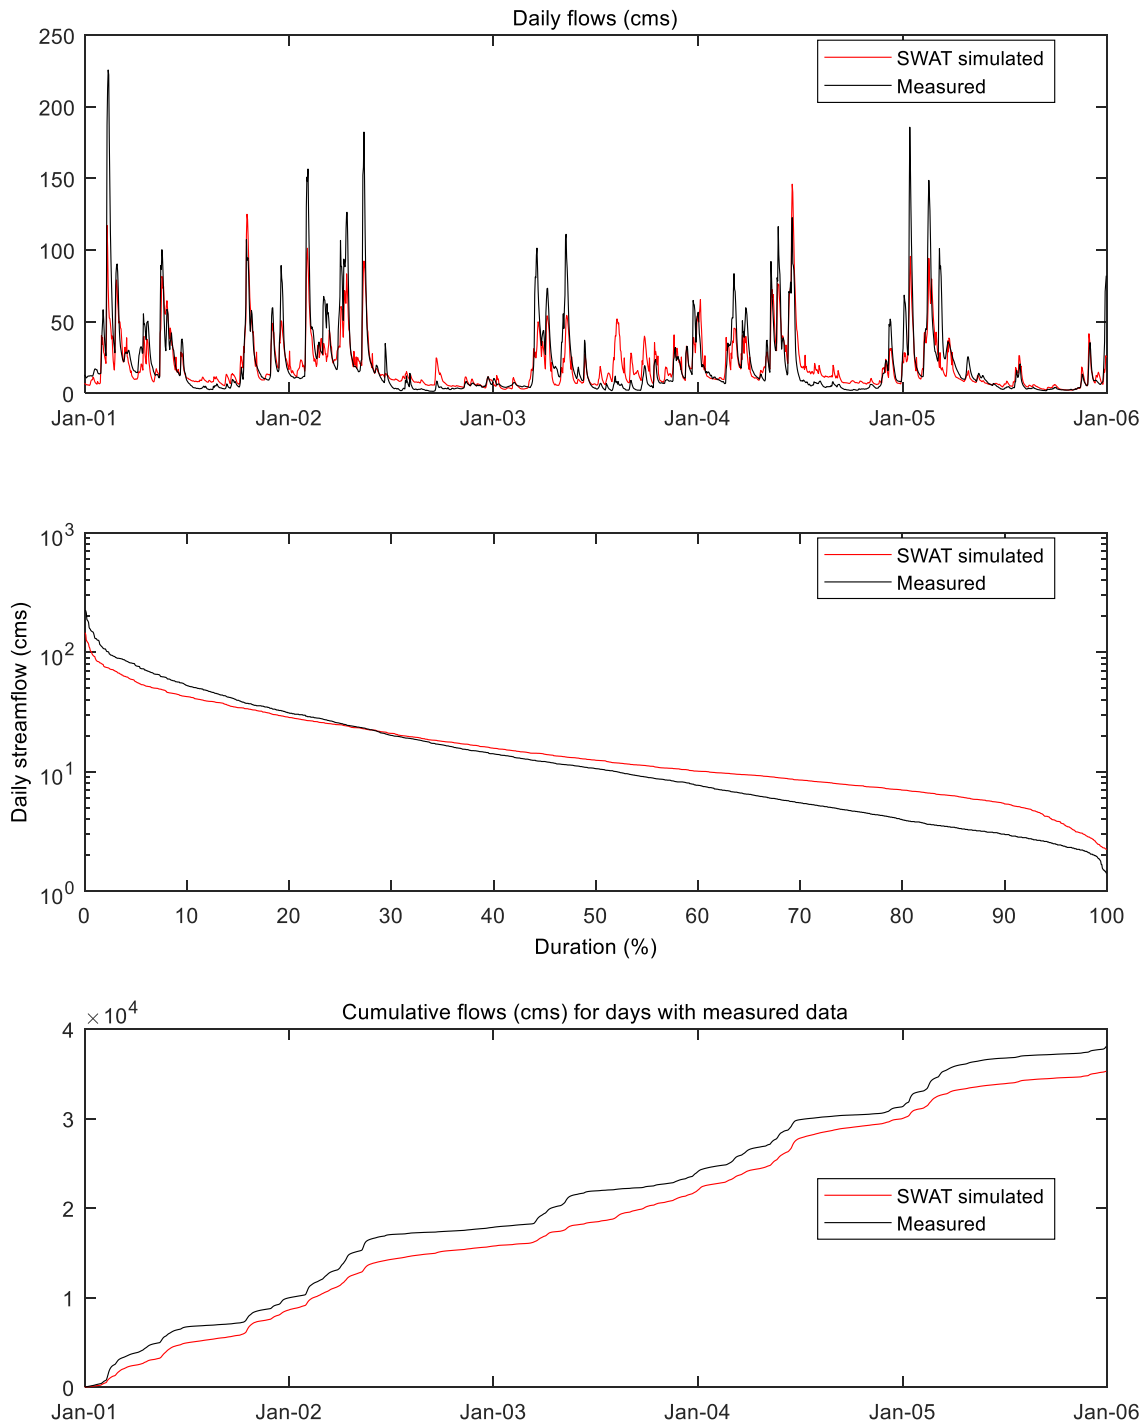 Daily flows (cms)
250
200
150
100
50
0
SWAT simulated
Measured
Jan-01 Jan-02 Jan-03 Jan-04 Jan-05 Jan-06
10³
10²
10¹
10⁰
Daily streamflow (cms)
SWAT simulated
Measured
0 10 20 30 40 50 60 70 80 90 100
Duration (%)
×10⁴
Cumulative flows (cms) for days with measured data
4
3
2
1
0
SWAT simulated
Measured
Jan-01 Jan-02 Jan-03 Jan-04 Jan-05 Jan-06